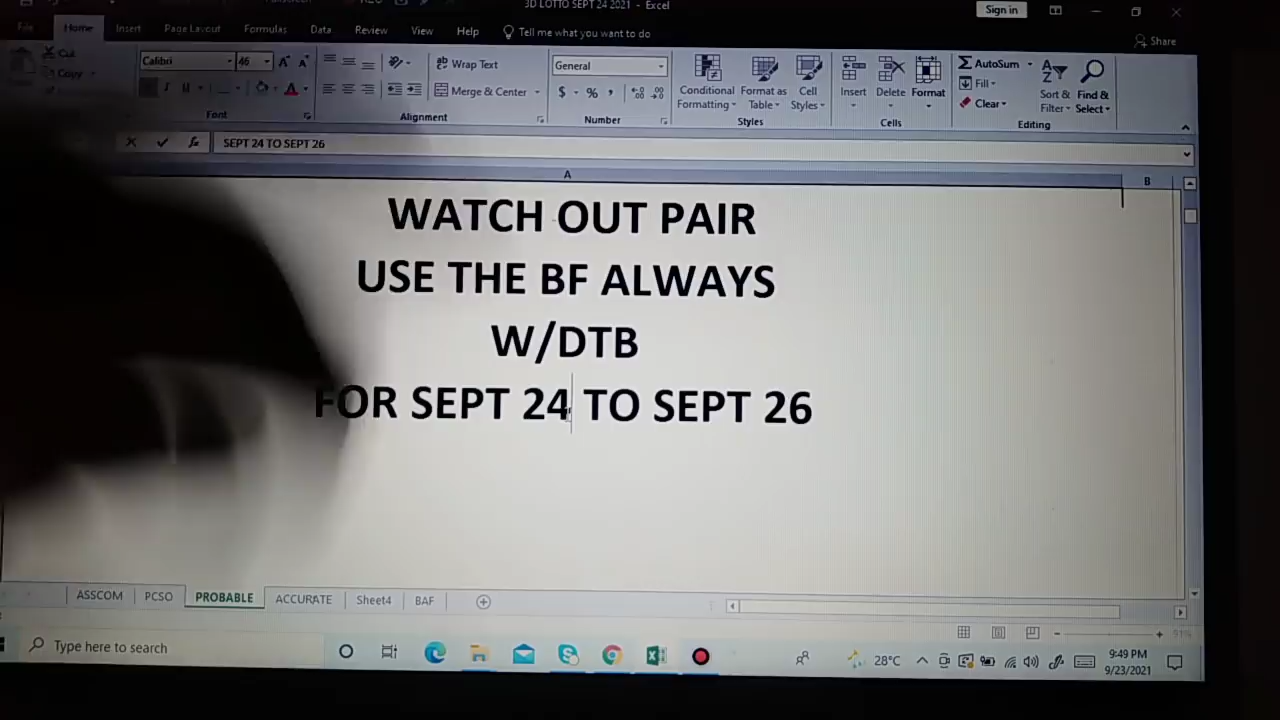 3D LOTTO SEPT 24 2021 - Excel
Sign in
File Home Insert Page Layout Formulas Data Review View Help Tell me what you want to do
Share
Cut
Copy
Calibri 46
Wrap Text
Merge & Center
General
Conditional Formatting
Format as Table
Cell Styles
Insert Delete Format
AutoSum
Fill
Clear
Sort & Filter
Find & Select
Font Alignment Number Styles Cells Editing
SEPT 24 TO SEPT 26
A B
WATCH OUT PAIR
USE THE BF ALWAYS
W/DTB
FOR SEPT 24 TO SEPT 26
ASSCOM PCSO PROBABLE ACCURATE Sheet4 BAF
91%
Type here to search
28°C
9:49 PM
9/23/2021